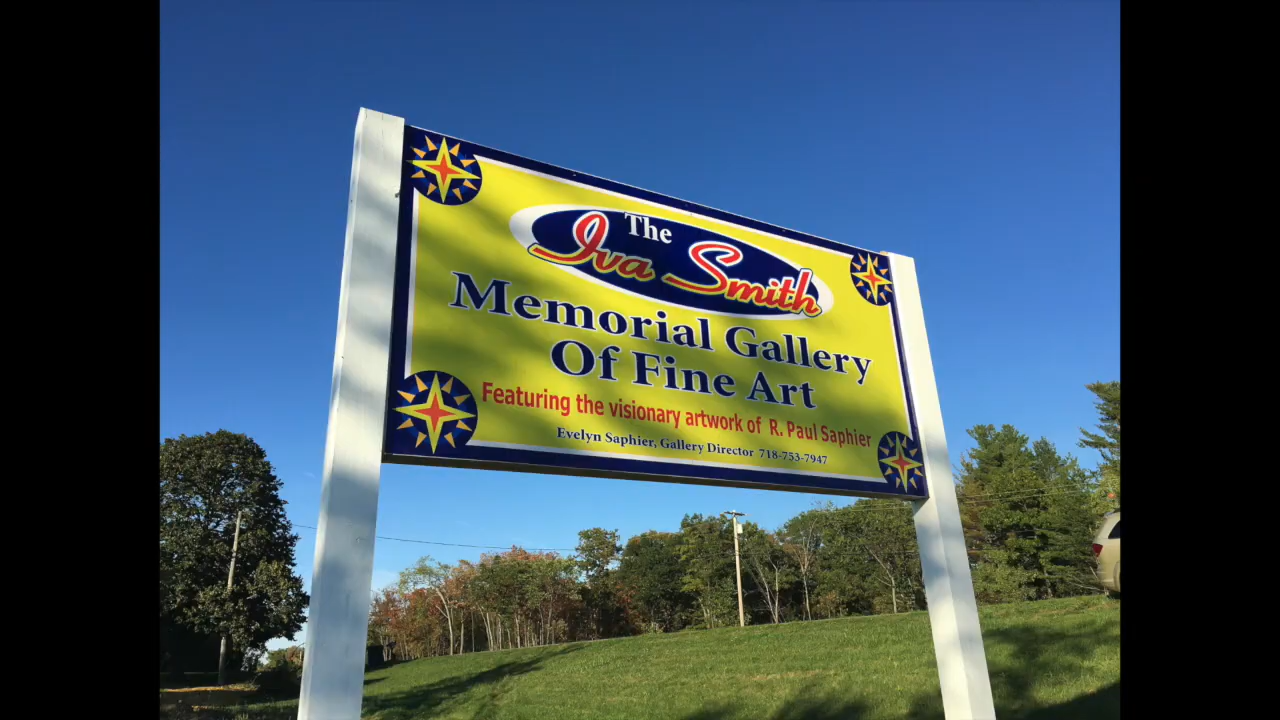 The
Iva Smith
Memorial Gallery
Of Fine Art
Featuring the visionary artwork of R. Paul Saphier
Evelyn Saphier, Gallery Director 718-753-7947